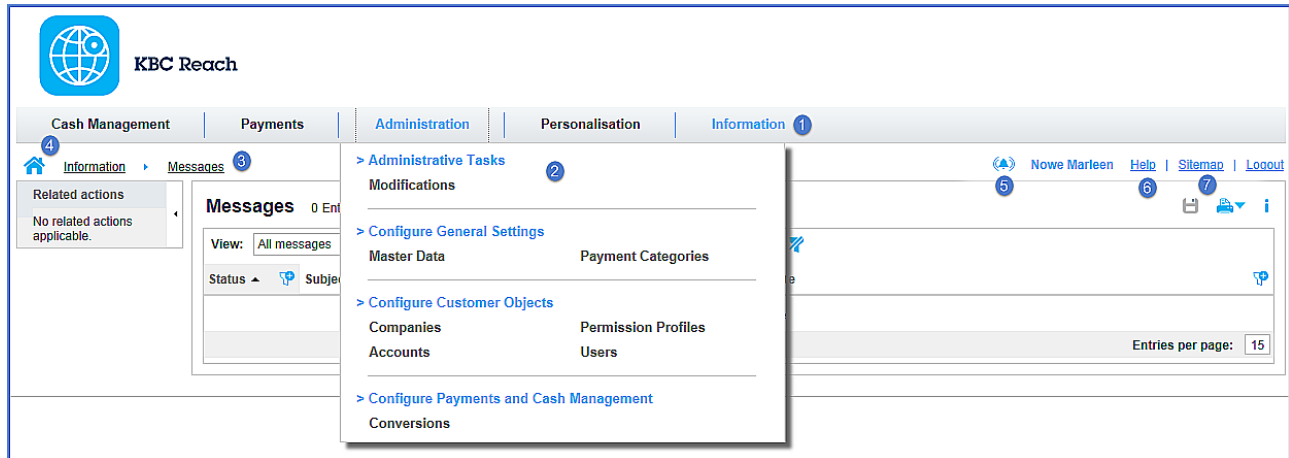 KBC Reach
Cash Management Payments Administration Personalisation Information 1
4
Information Messages 3
5 Nowe Marleen Help | Sitemap | Logout
6 7
> Administrative Tasks 2
Modifications
> Configure General Settings
Master Data Payment Categories
> Configure Customer Objects
Companies Permission Profiles
Accounts Users
> Configure Payments and Cash Management
Conversions
Related actions
No related actions
applicable.
Messages 0 Ent
View: All messages
Status Subje
Entries per page: 15